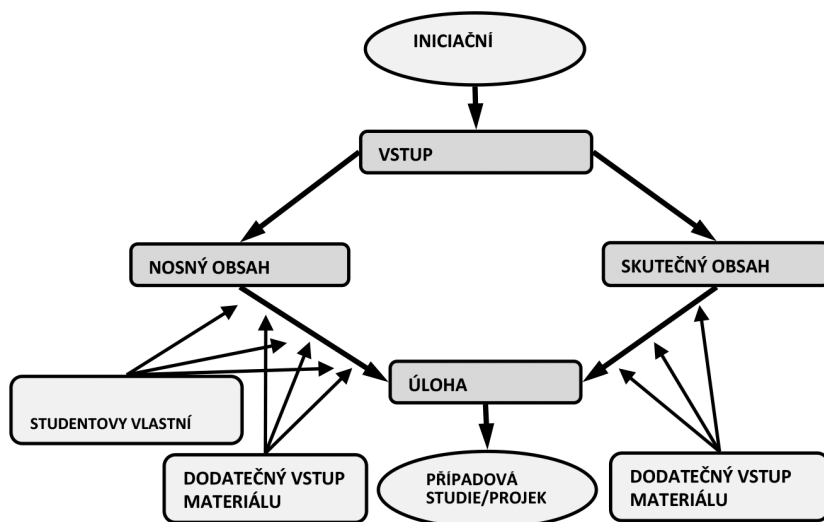 INICIAČNÍ
VSTUP
NOSNÝ OBSAH
SKUTEČNÝ OBSAH
ÚLOHA
STUDENTOVY VLASTNÍ
DODATEČNÝ VSTUP
MATERIÁLU
PŘÍPADOVÁ
STUDIE/PROJEK
DODATEČNÝ VSTUP
MATERIÁLU